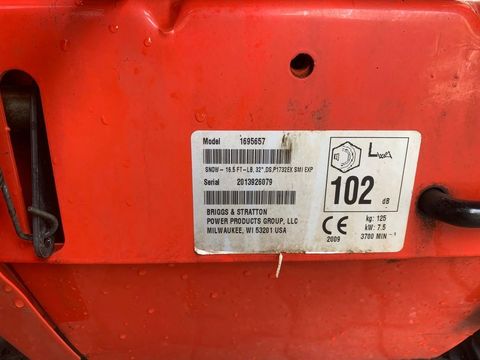 Model 1695657
SNOW- 16.5 FT-LB, 32",DS,P1732EX SMI EXP
Serial 2013926079
BRIGGS & STRATTON
POWER PRODUCTS GROUP, LLC
MILWAUKEE, WI 53201 USA
CE
2009
LWA
102 dB
kg: 125
kW: 7.5
3700 MIN⁻¹